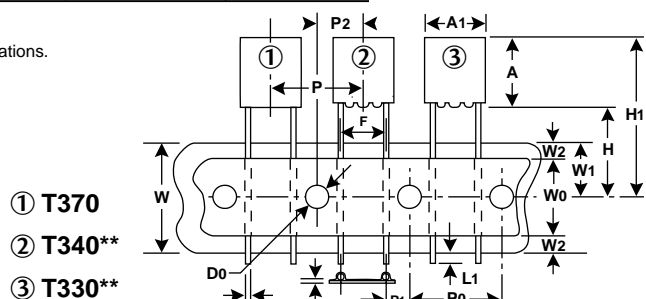 ations.
P2
A1
① ② ③
P
A
H1
F
H
W2
W1
W
W0
① T370
② T340**
W2
D0
L1
③ T330**
P0